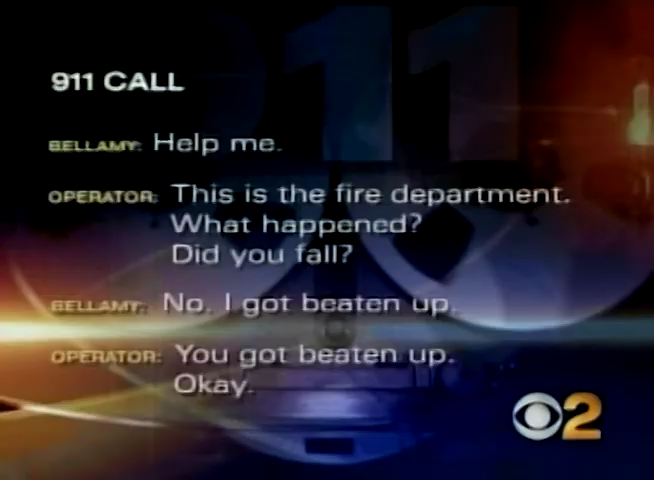 911
911 CALL
BELLAMY: Help me.
OPERATOR: This is the fire department.
What happened?
Did you fall?
BELLAMY: No. I got beaten up.
OPERATOR: You got beaten up.
Okay.
2